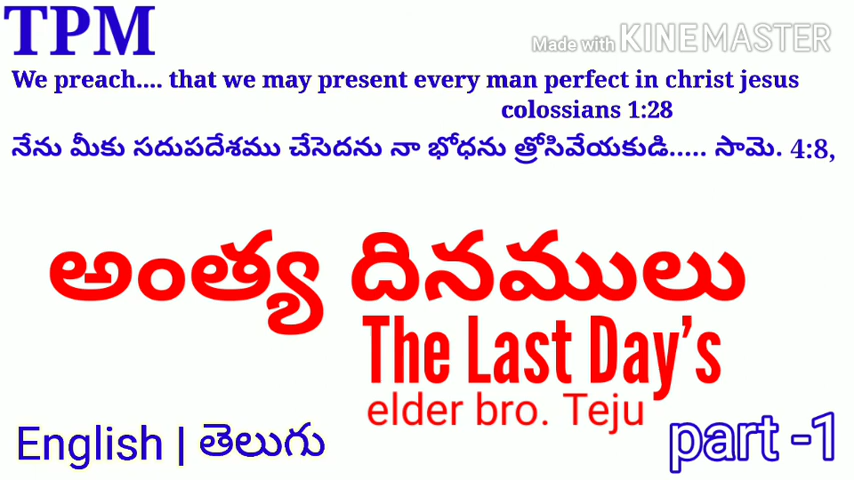 TPM
Made with KINEMASTER
We preach.... that we may present every man perfect in christ jesus
colossians 1:28
నేను మీకు సదుపదేశము చేసెదను నా భోధను త్రోసివేయకుడి..... సామె. 4:8,
అంత్య దినములు
The Last Day’s
elder bro. Teju
English | తెలుగు
part -1